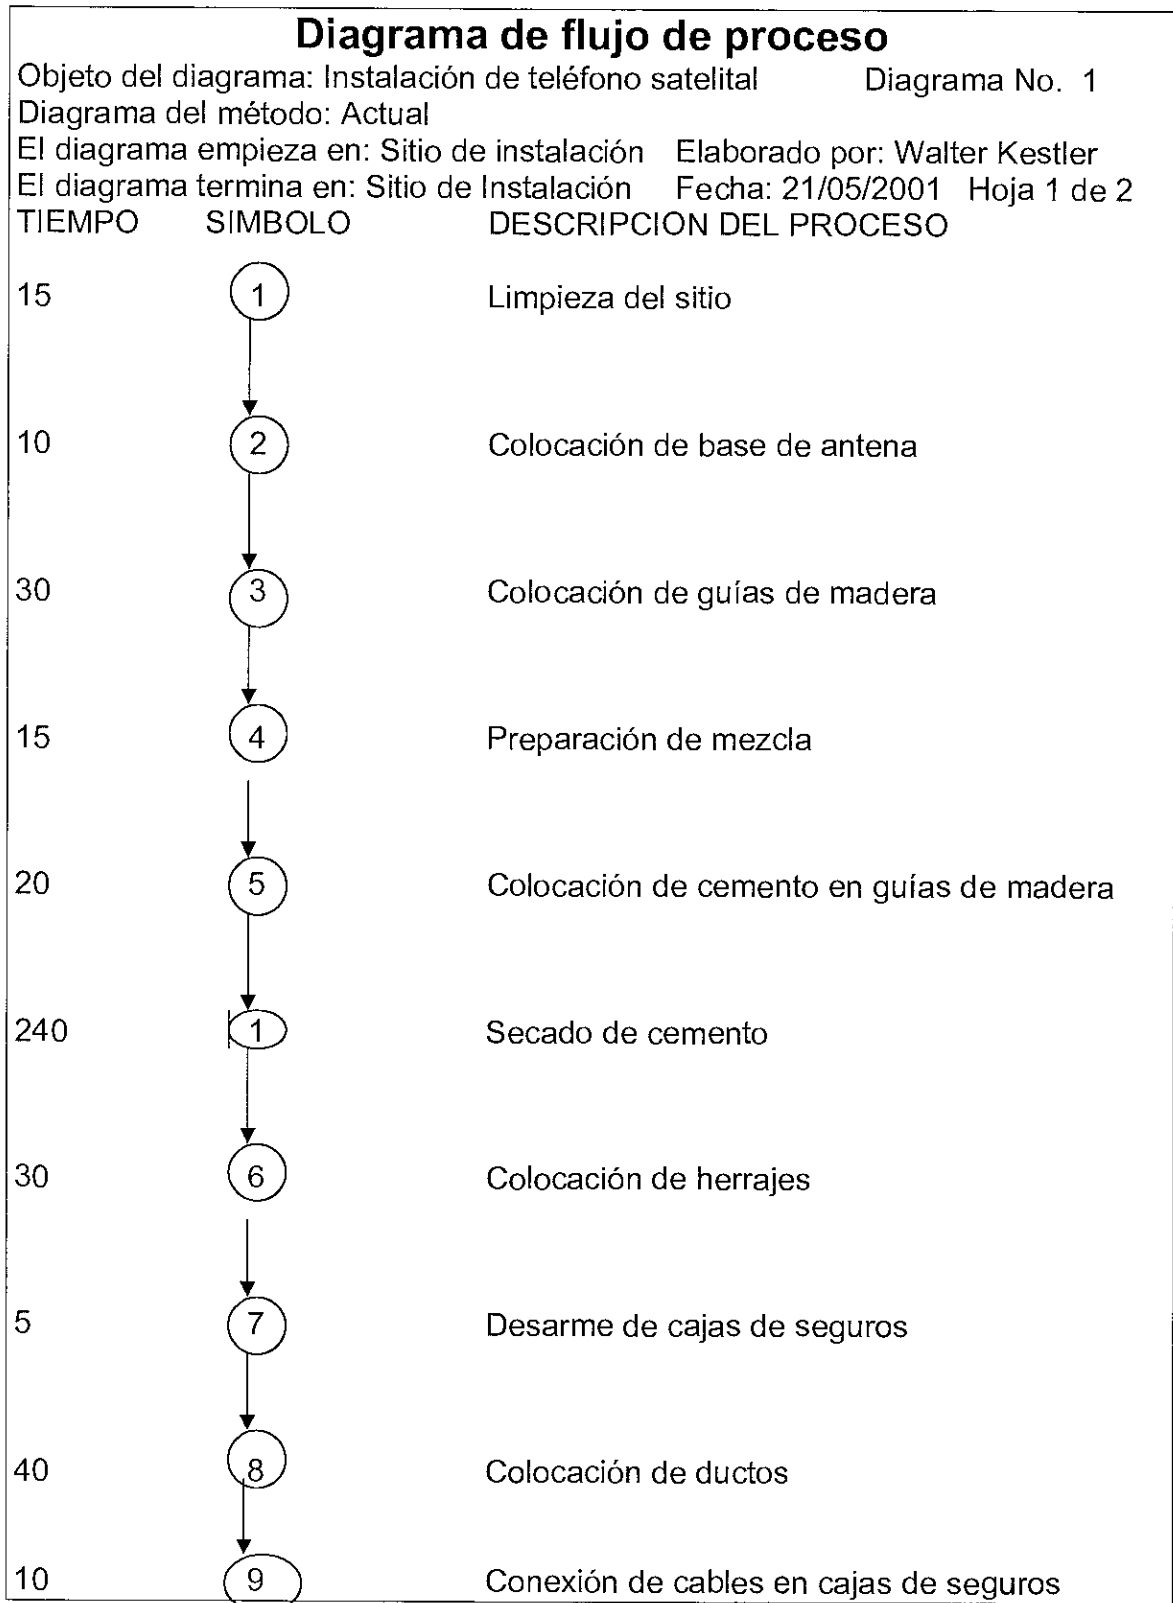 Diagrama de flujo de proceso
Objeto del diagrama: Instalación de teléfono satelital Diagrama No. 1
Diagrama del método: Actual
El diagrama empieza en: Sitio de instalación Elaborado por: Walter Kestler
El diagrama termina en: Sitio de Instalación Fecha: 21/05/2001 Hoja 1 de 2
TIEMPO SIMBOLO DESCRIPCION DEL PROCESO
15 1 Limpieza del sitio
10 2 Colocación de base de antena
30 3 Colocación de guías de madera
15 4 Preparación de mezcla
20 5 Colocación de cemento en guías de madera
240 1 Secado de cemento
30 6 Colocación de herrajes
5 7 Desarme de cajas de seguros
40 8 Colocación de ductos
10 9 Conexión de cables en cajas de seguros